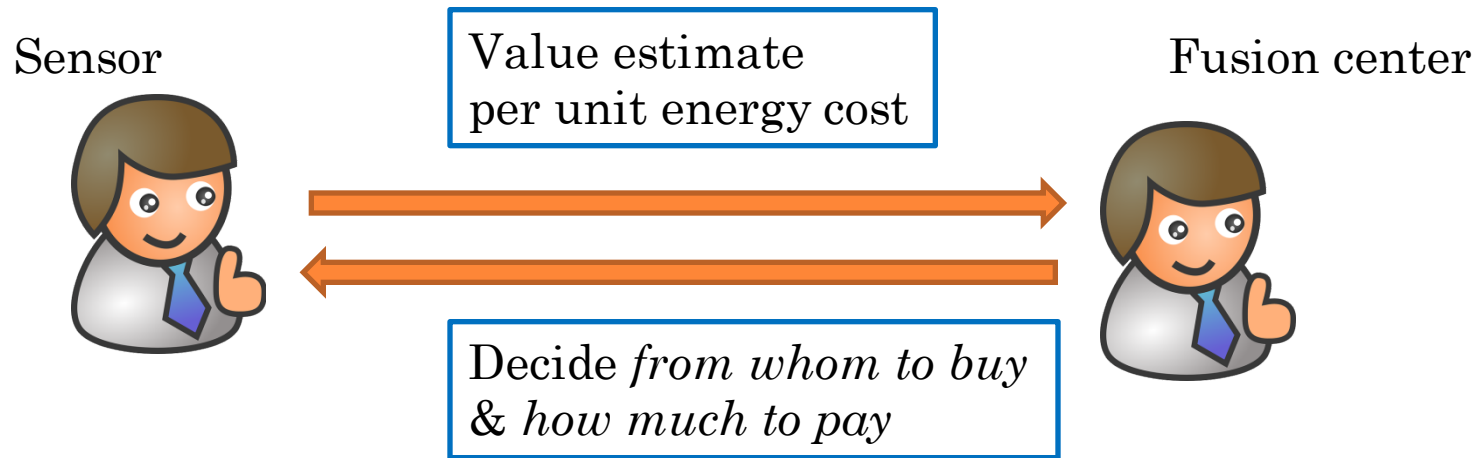 Sensor
Value estimate
per unit energy cost
Fusion center
Decide from whom to buy
& how much to pay